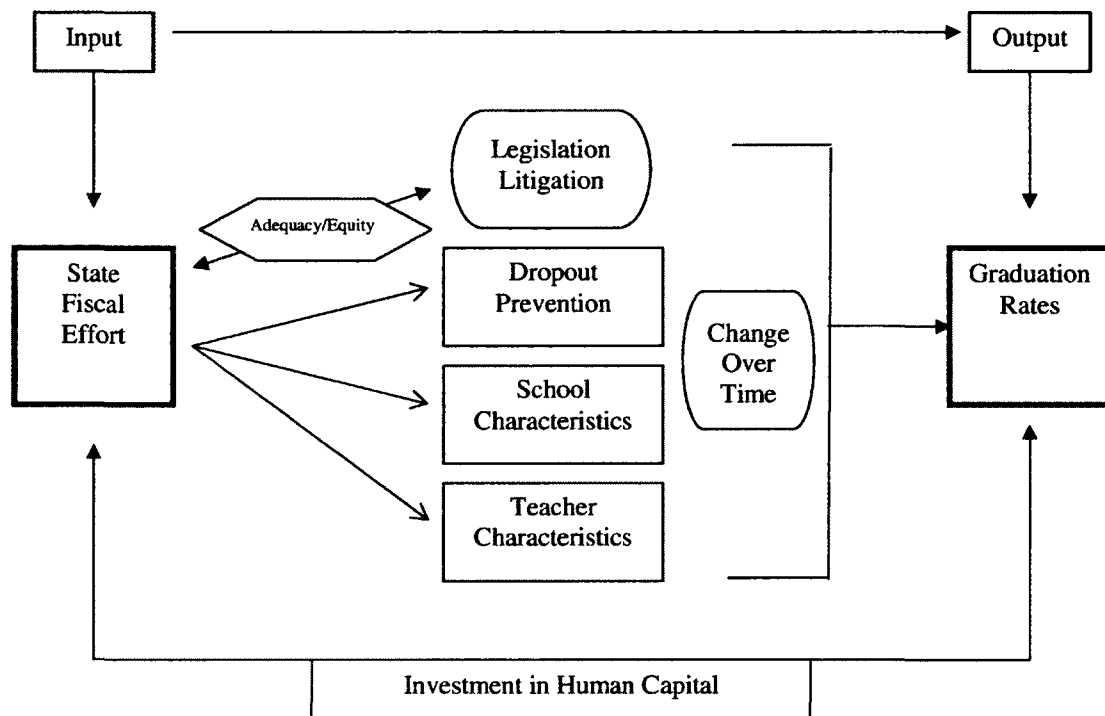 Input
Output
Legislation
Litigation
Adequacy/Equity
State
Fiscal
Effort
Dropout
Prevention
School
Characteristics
Teacher
Characteristics
Change
Over
Time
Graduation
Rates
Investment in Human Capital